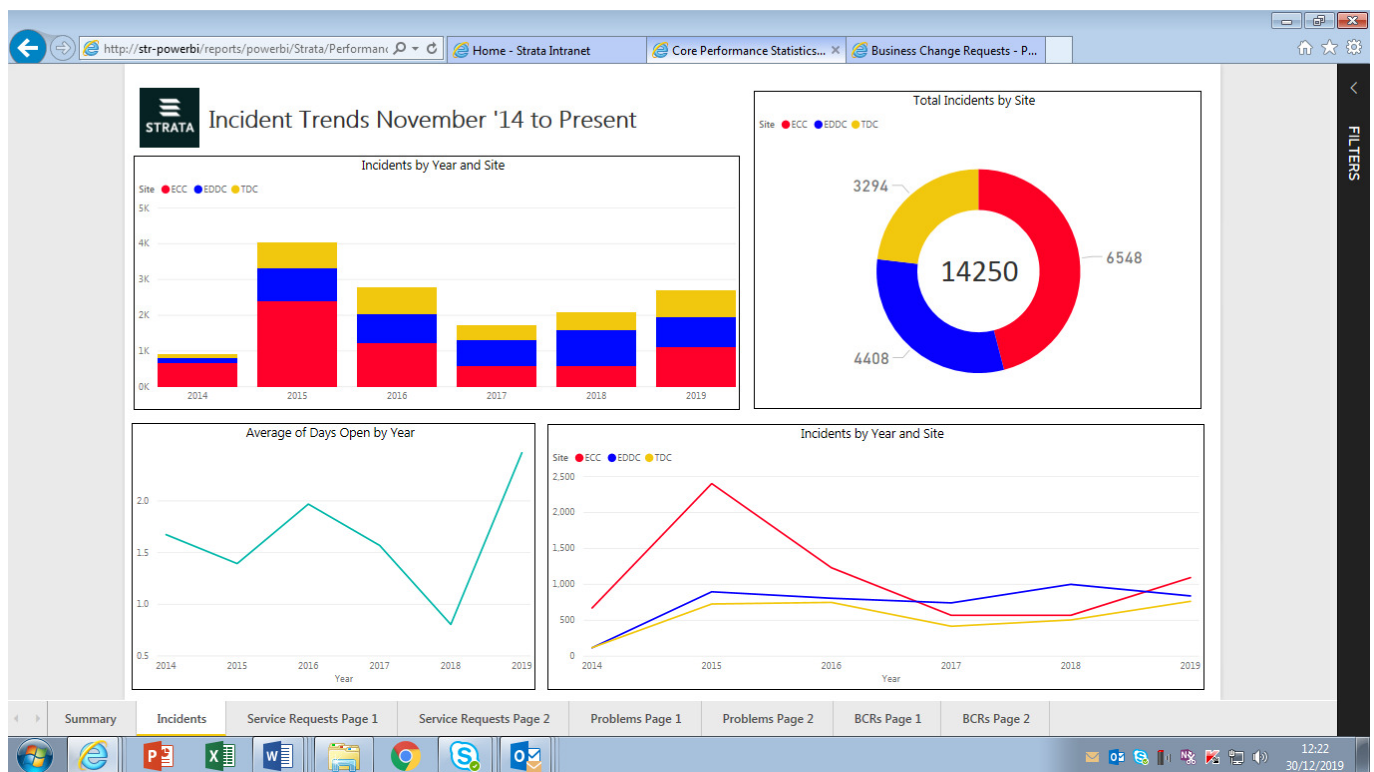 http://str-powerbi/reports/powerbi/Strata/Performanc
Home - Strata Intranet
Core Performance Statistics...
Business Change Requests - P...
STRATA
Incident Trends November '14 to Present
Incidents by Year and Site
Site ECC EDDC TDC
5K
4K
3K
2K
1K
0K
2014 2015 2016 2017 2018 2019
Total Incidents by Site
Site ECC EDDC TDC
3294
6548
14250
4408
FILTERS
Average of Days Open by Year
2.0
1.5
1.0
0.5
2014 2015 2016 2017 2018 2019
Year
Incidents by Year and Site
Site ECC EDDC TDC
2,500
2,000
1,500
1,000
500
0
2014 2015 2016 2017 2018 2019
Year
Summary Incidents Service Requests Page 1 Service Requests Page 2 Problems Page 1 Problems Page 2 BCRs Page 1 BCRs Page 2
12:22
30/12/2019